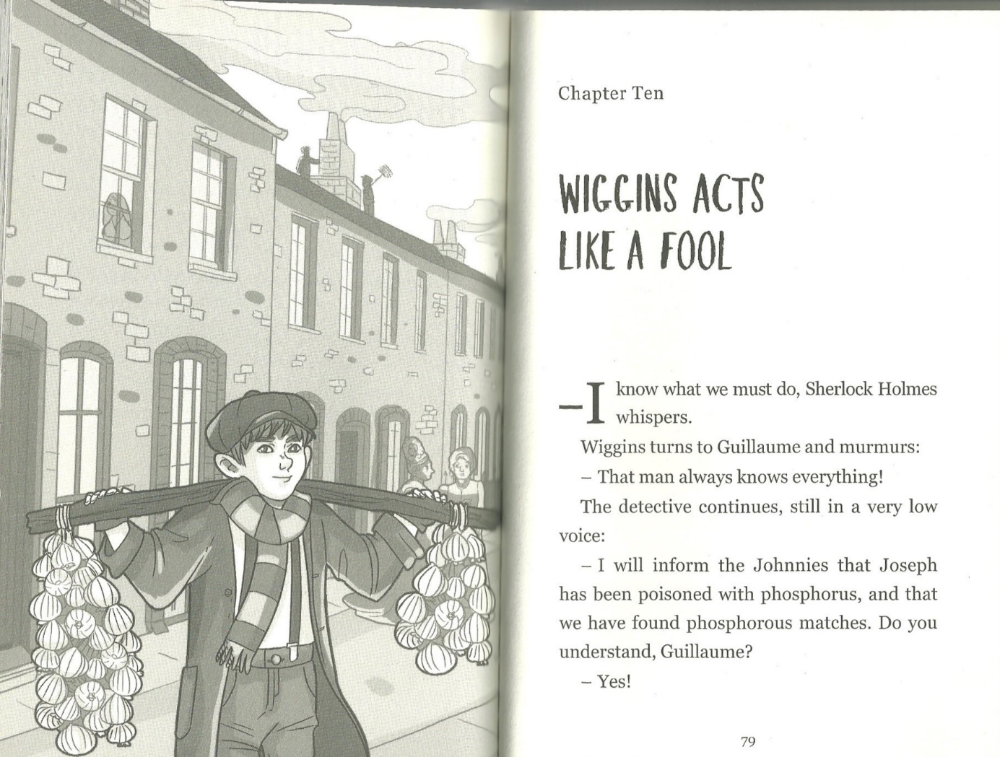 Chapter Ten
WIGGINS ACTS
LIKE A FOOL
–I know what we must do, Sherlock Holmes
whispers.
Wiggins turns to Guillaume and murmurs:
– That man always knows everything!
The detective continues, still in a very low
voice:
– I will inform the Johnnies that Joseph
has been poisoned with phosphorus, and that
we have found phosphorous matches. Do you
understand, Guillaume?
– Yes!
79